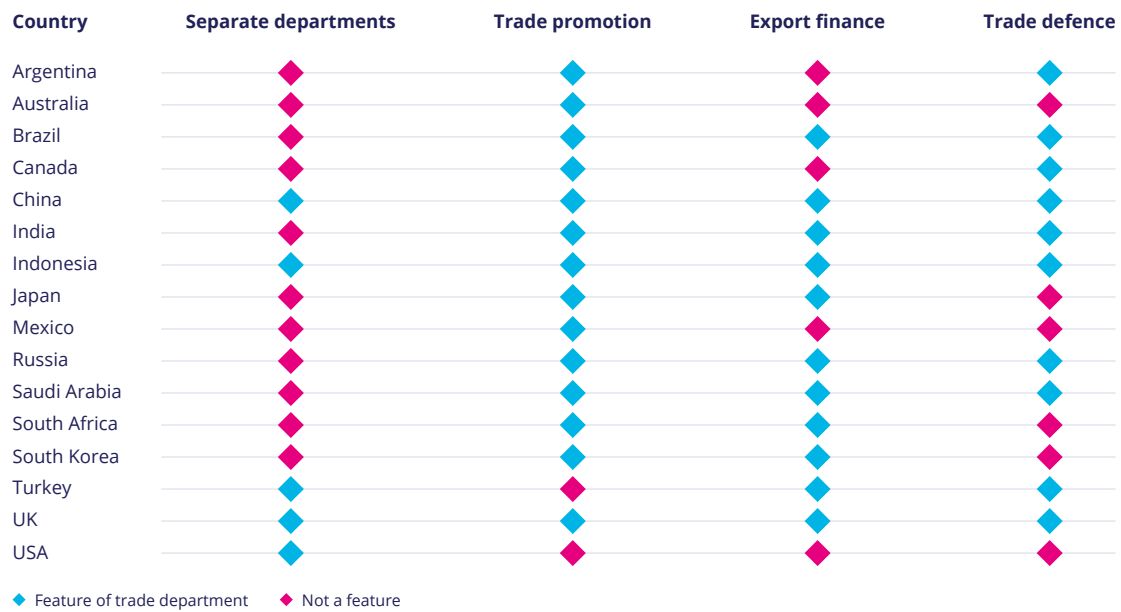 Country Separate departments Trade promotion Export finance Trade defence
Argentina
Australia
Brazil
Canada
China
India
Indonesia
Japan
Mexico
Russia
Saudi Arabia
South Africa
South Korea
Turkey
UK
USA
Feature of trade department Not a feature